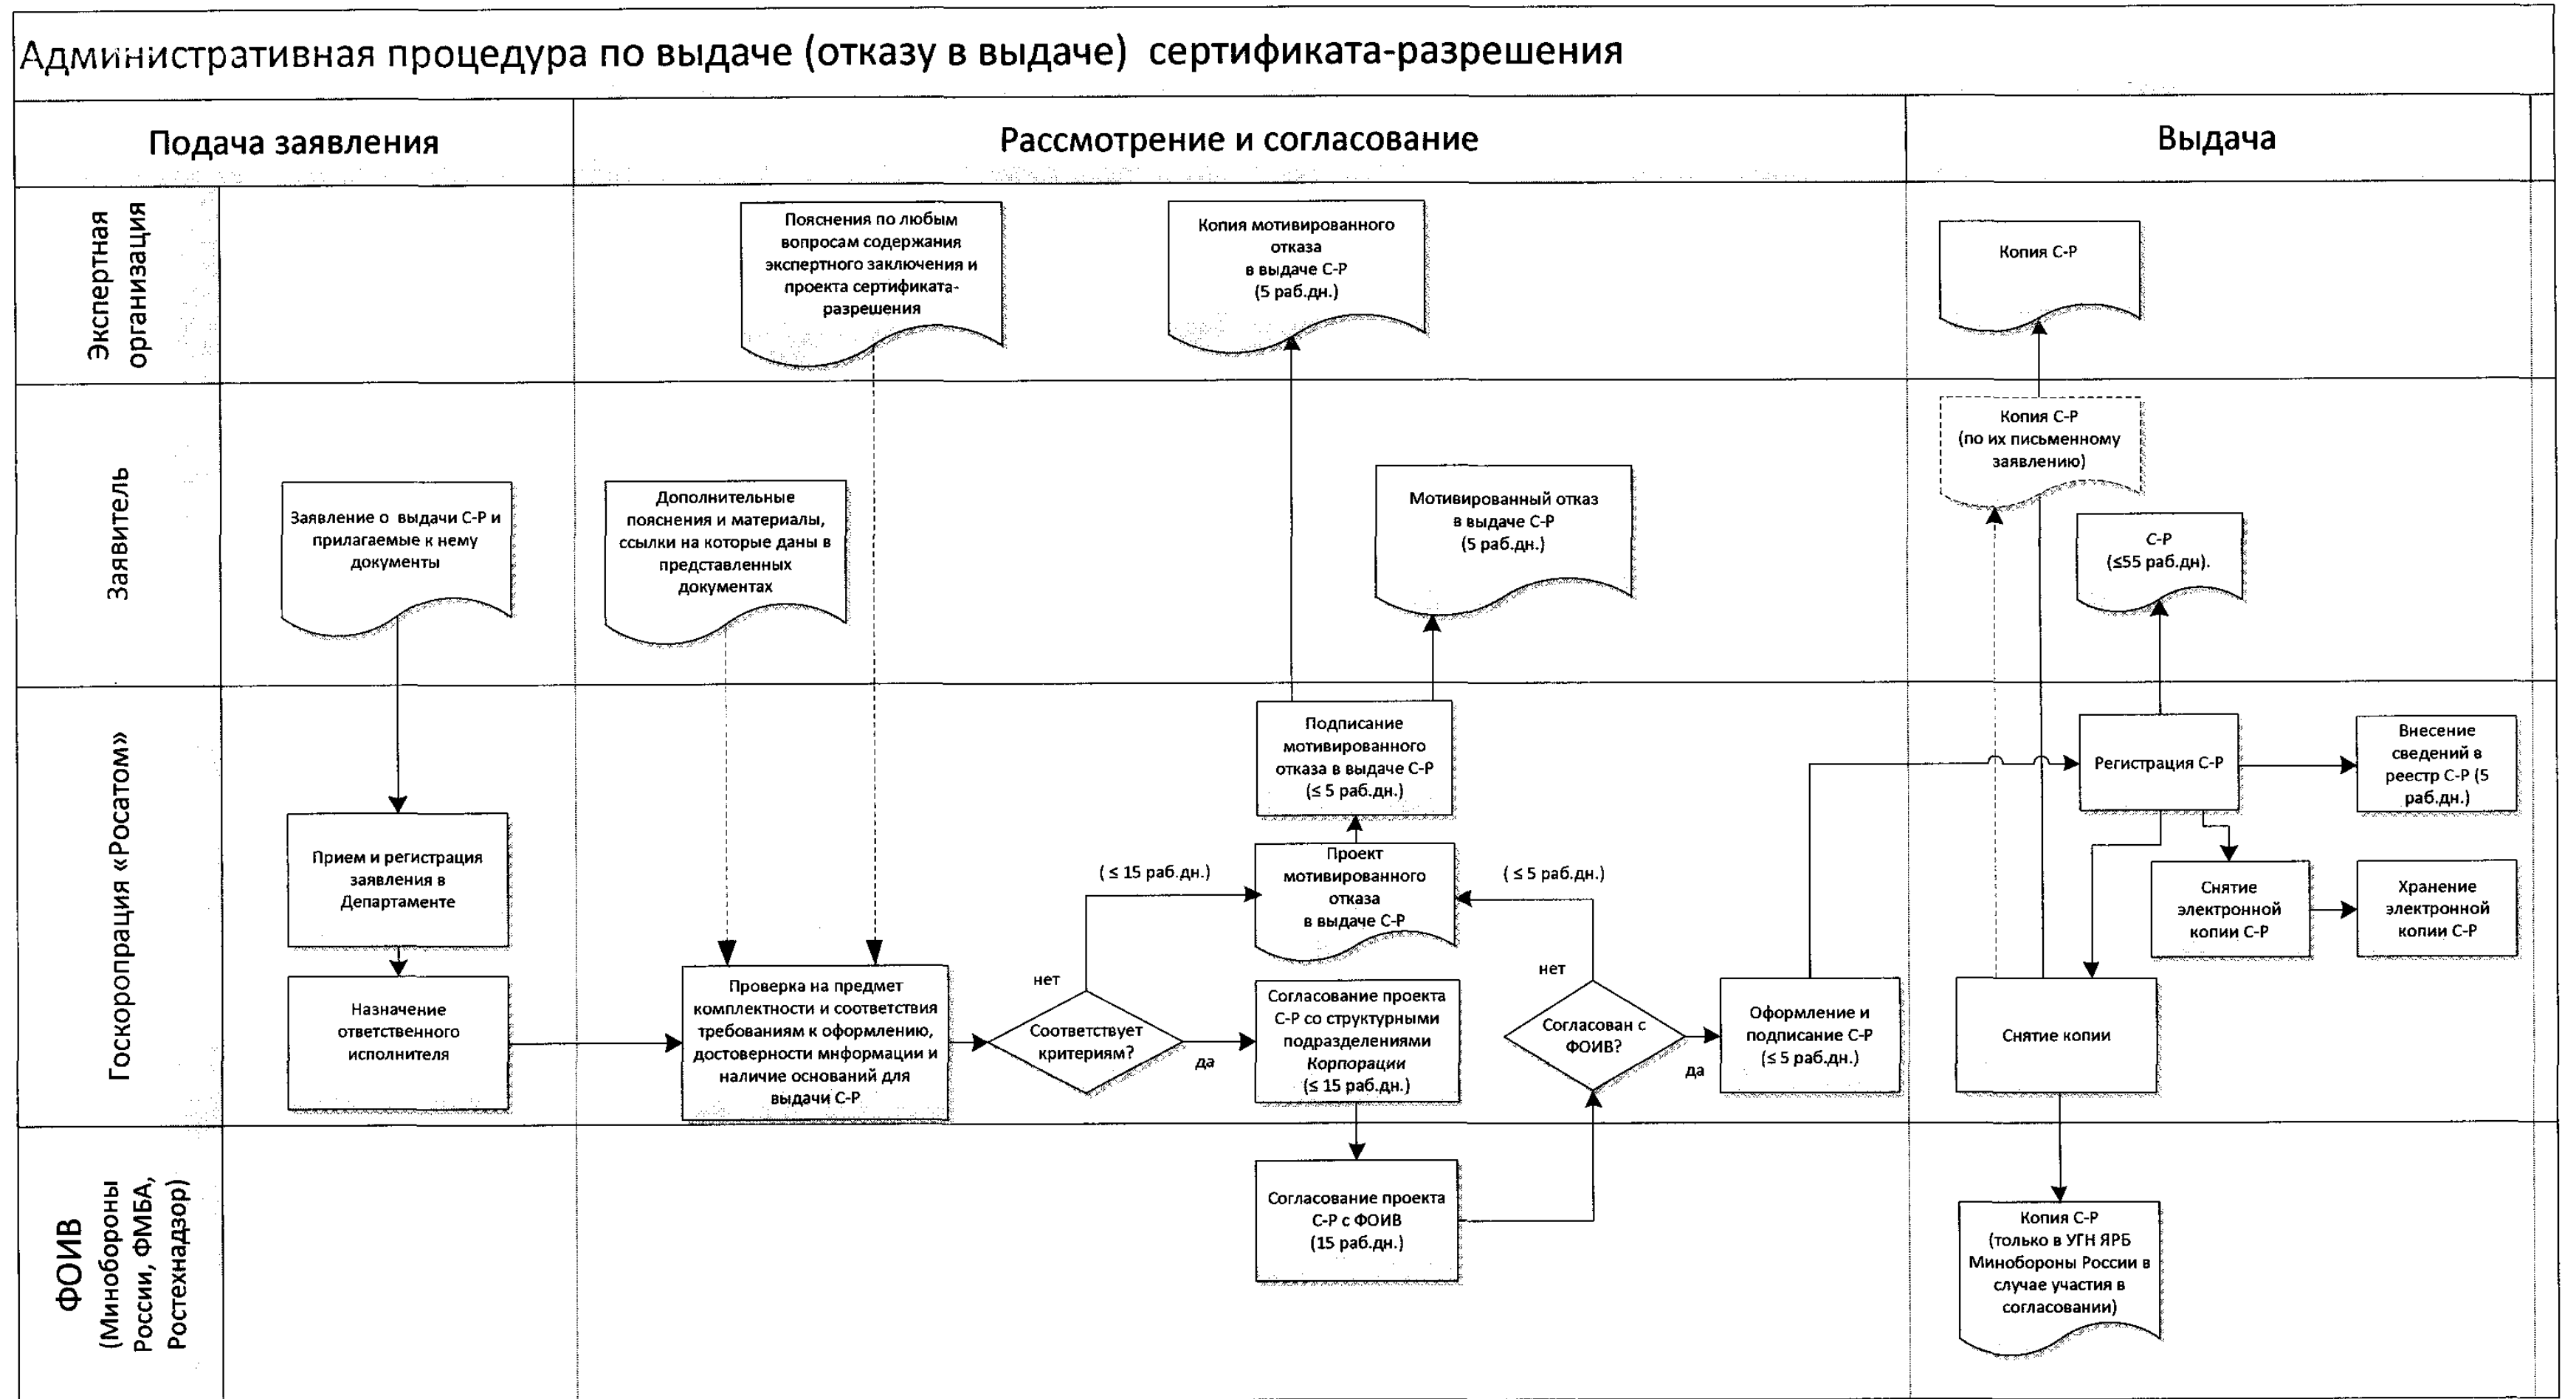 Административная процедура по выдаче (отказу в выдаче) сертификата-разрешения
Подача заявления
Рассмотрение и согласование
Выдача
Экспертная
организация
Пояснения по любым
вопросам содержания
экспертного заключения и
проекта сертификата-
разрешения
Копия мотивированного
отказа
в выдаче С-Р
(5 раб.дн.)
Копия С-Р
Заявитель
Заявление о выдачи С-Р и
прилагаемые к нему
документы
Дополнительные
пояснения и материалы,
ссылки на которые даны в
представленных
документах
Мотивированный отказ
в выдаче С-Р
(5 раб.дн.)
Копия С-Р
(по их письменному
заявлению)
С-Р
(≤55 раб.дн).
Госкоропрация «Росатом»
Прием и регистрация
заявления в
Департаменте
Назначение
ответственного
исполнителя
Проверка на предмет
комплектности и соответствия
требованиям к оформлению,
достоверности мнформации и
наличие оснований для
выдачи С-Р
Соответствует
критериям?
нет
да
( ≤ 15 раб.дн.)
Подписание
мотивированного
отказа в выдаче С-Р
(≤ 5 раб.дн.)
Проект
мотивированного
отказа
в выдаче С-Р
Согласование проекта
С-Р со структурными
подразделениями
Корпорации
(≤ 15 раб.дн.)
( ≤ 5 раб.дн.)
нет
Согласован с
ФОИВ?
да
Оформление и
подписание С-Р
(≤ 5 раб.дн.)
Регистрация С-Р
Внесение
сведений в
реестр С-Р (5
раб.дн.)
Снятие
электронной
копии С-Р
Хранение
электронной
копии С-Р
Снятие копии
ФОИВ
(Минобороны
России, ФМБА,
Ростехнадзор)
Согласование проекта
С-Р с ФОИВ
(15 раб.дн.)
Копия С-Р
(только в УГН ЯРБ
Минобороны России в
случае участия в
согласовании)